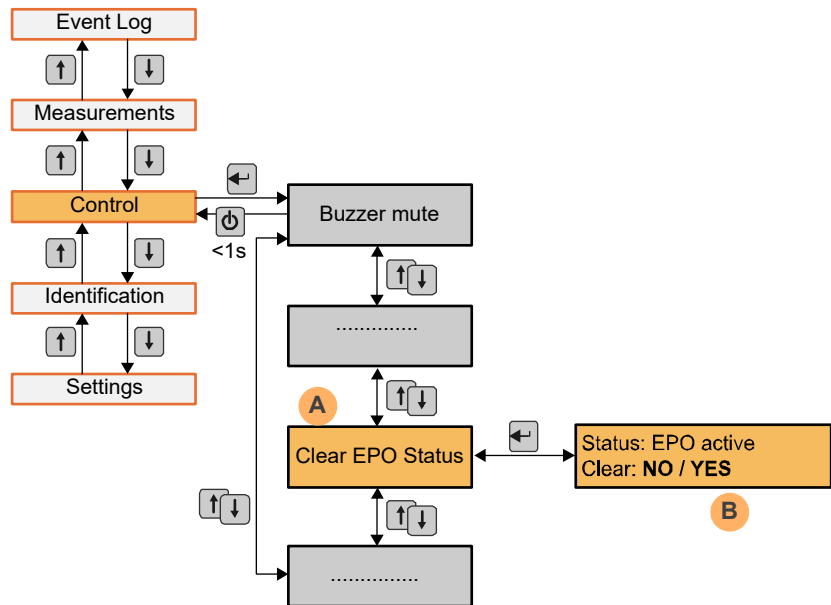 Event Log
Measurements
Control
<1s
Buzzer mute
Identification
..............
Settings
A
Clear EPO Status
Status: EPO active
Clear: NO / YES
B
...............